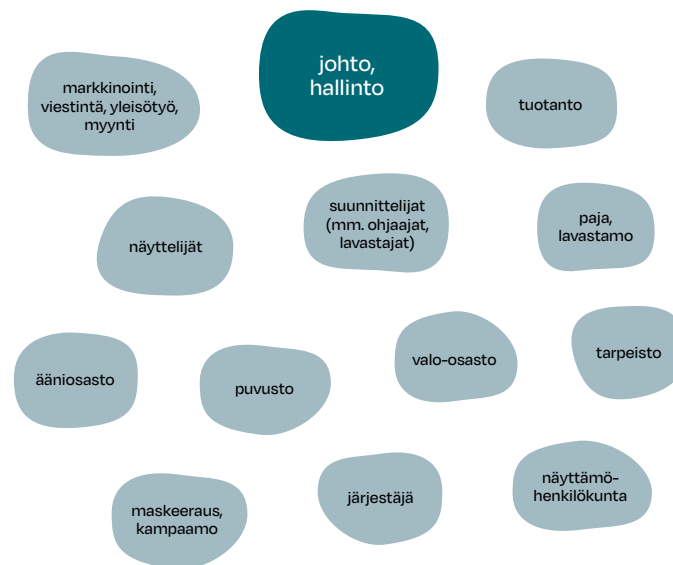 johto,
hallinto
markkinointi,
viestintä, yleisötyö,
myynti
tuotanto
suunnittelijat
(mm. ohjaajat,
lavastajat)
paja,
lavastamo
näyttelijät
valo-osasto
tarpeisto
ääniosasto
puvusto
näyttämö-
henkilökunta
järjestäjä
maskeeraus,
kampaamo